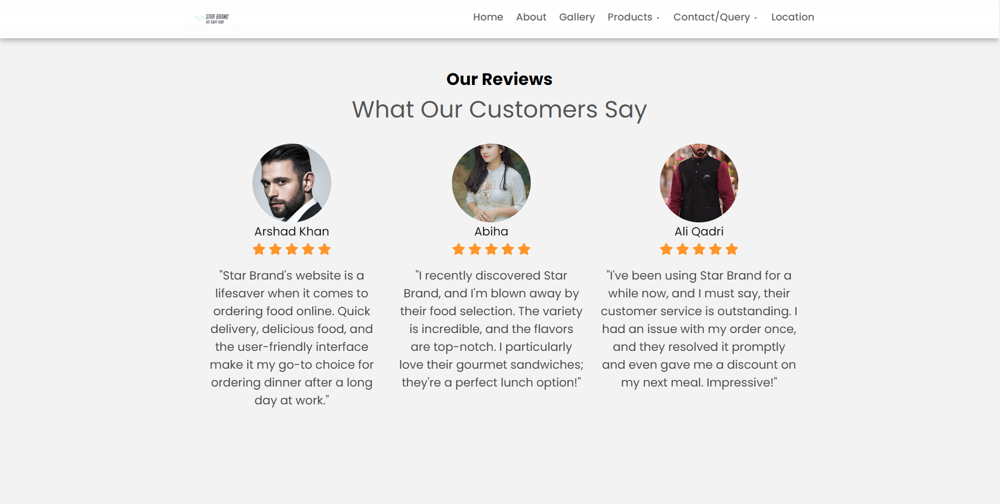 STAR BRAND
EAT RIGHT FOOD
Home About Gallery Products Contact/Query Location
Our Reviews
What Our Customers Say
Arshad Khan
"Star Brand's website is a
lifesaver when it comes to
ordering food online. Quick
delivery, delicious food, and
the user-friendly interface
make it my go-to choice for
ordering dinner after a long
day at work."
Abiha
"I recently discovered Star
Brand, and I'm blown away by
their food selection. The variety
is incredible, and the flavors
are top-notch. I particularly
love their gourmet sandwiches;
they're a perfect lunch option!"
Ali Qadri
"I've been using Star Brand for a
while now, and I must say, their
customer service is outstanding. I
had an issue with my order once,
and they resolved it promptly
and even gave me a discount on
my next meal. Impressive!"